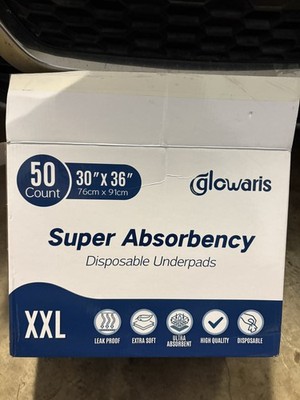 50
Count
30" X 36"
76cm x 91cm
glowaris
Super Absorbency
Disposable Underpads
XXL
LEAK PROOF
EXTRA SOFT
ULTRA
ABSORBENT
HIGH QUALITY
DISPOSABLE